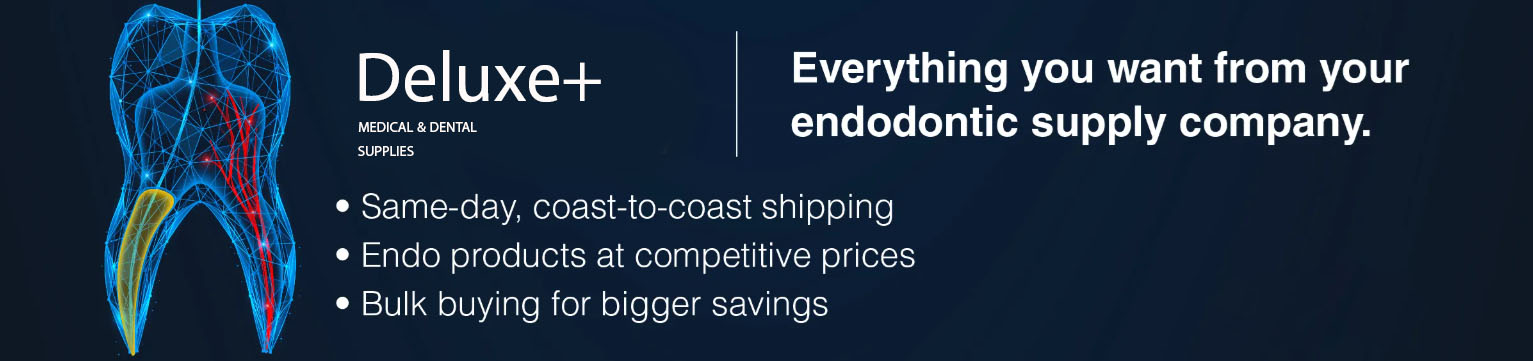 Deluxe+
MEDICAL & DENTAL
SUPPLIES
Everything you want from your
endodontic supply company.
• Same-day, coast-to-coast shipping
• Endo products at competitive prices
• Bulk buying for bigger savings